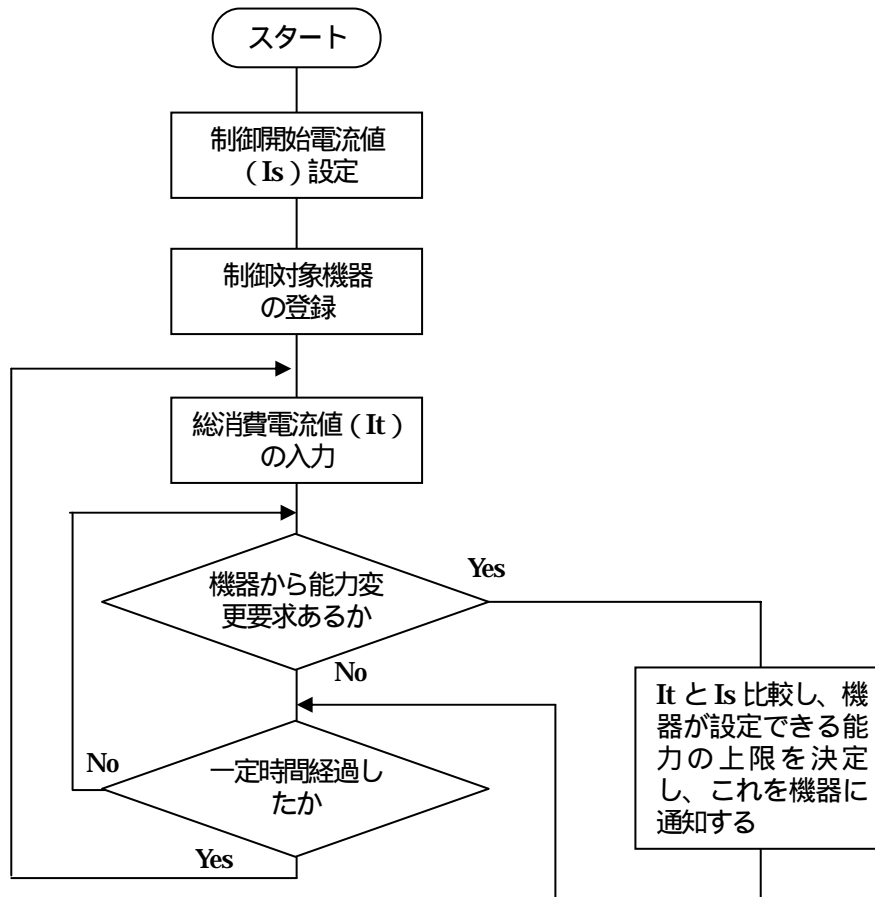 スタート
制御開始電流値
（Is）設定
制御対象機器
の登録
総消費電流値（It）
の入力
機器から能力変
更要求あるか
Yes
No
It と Is 比較し、機
器が設定できる能
力の上限を決定
し、これを機器に
通知する
一定時間経過し
たか
No
Yes